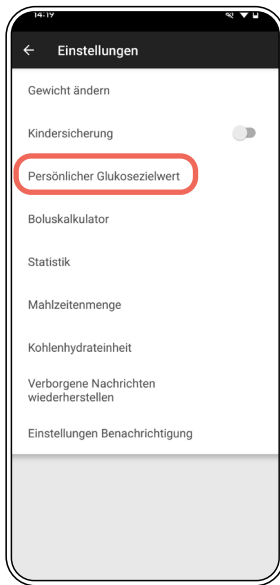 14:19
Einstellungen
Gewicht ändern
Kindersicherung
Persönlicher Glukosezielwert
Boluskalkulator
Statistik
Mahlzeitenmenge
Kohlenhydrateinheit
Verborgene Nachrichten
wiederherstellen
Einstellungen Benachrichtigung